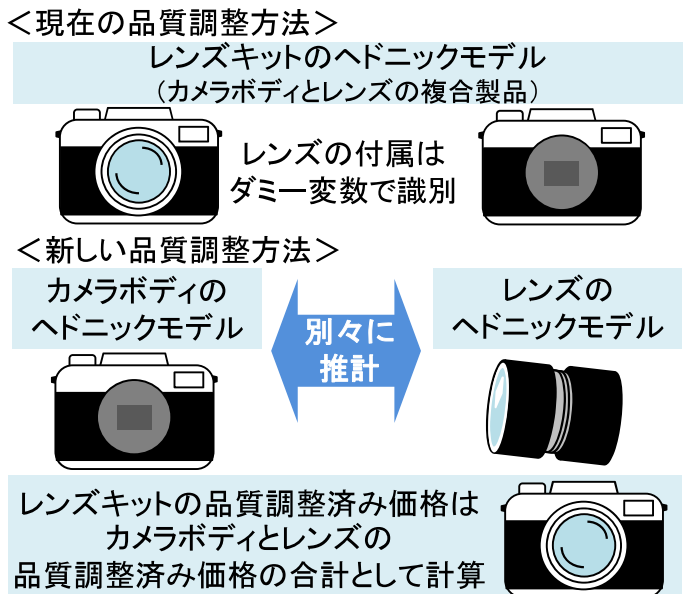 ＜現在の品質調整方法＞
レンズキットのヘドニックモデル
（カメラボディとレンズの複合製品）
レンズの付属は
ダミー変数で識別
＜新しい品質調整方法＞
カメラボディの
ヘドニックモデル
別々に
推計
レンズの
ヘドニックモデル
レンズキットの品質調整済み価格は
カメラボディとレンズの
品質調整済み価格の合計として計算